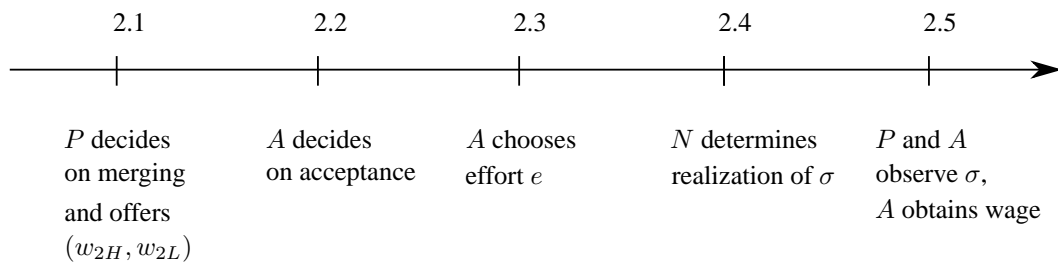 2.1 2.2 2.3 2.4 2.5
P decides A decides A chooses N determines P and A
on merging on acceptance effort e realization of σ observe σ,
and offers A obtains wage
(w₂H, w₂L)